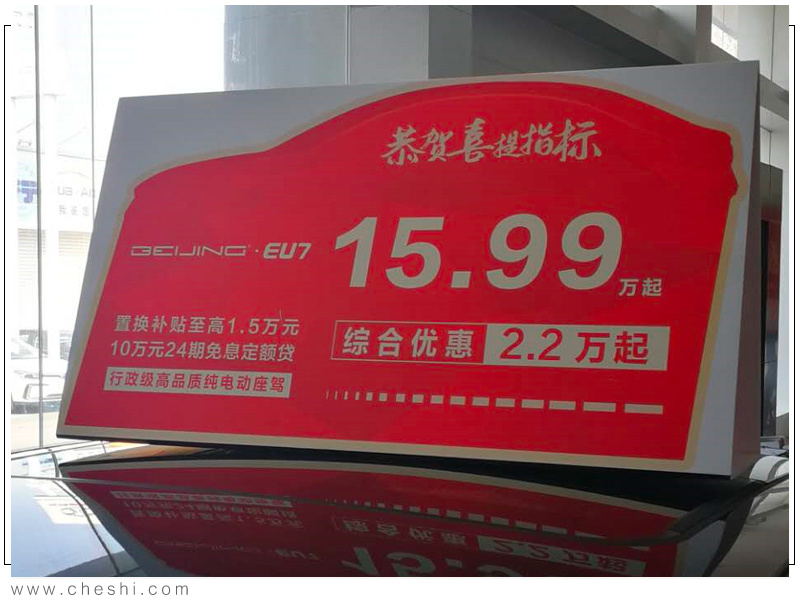 恭贺喜提指标
BEIJING · EU7
15.99万起
置换补贴至高1.5万元
10万元24期免息定额贷
行政级高品质纯电动座驾
综合优惠 2.2万起
www.cheshi.com